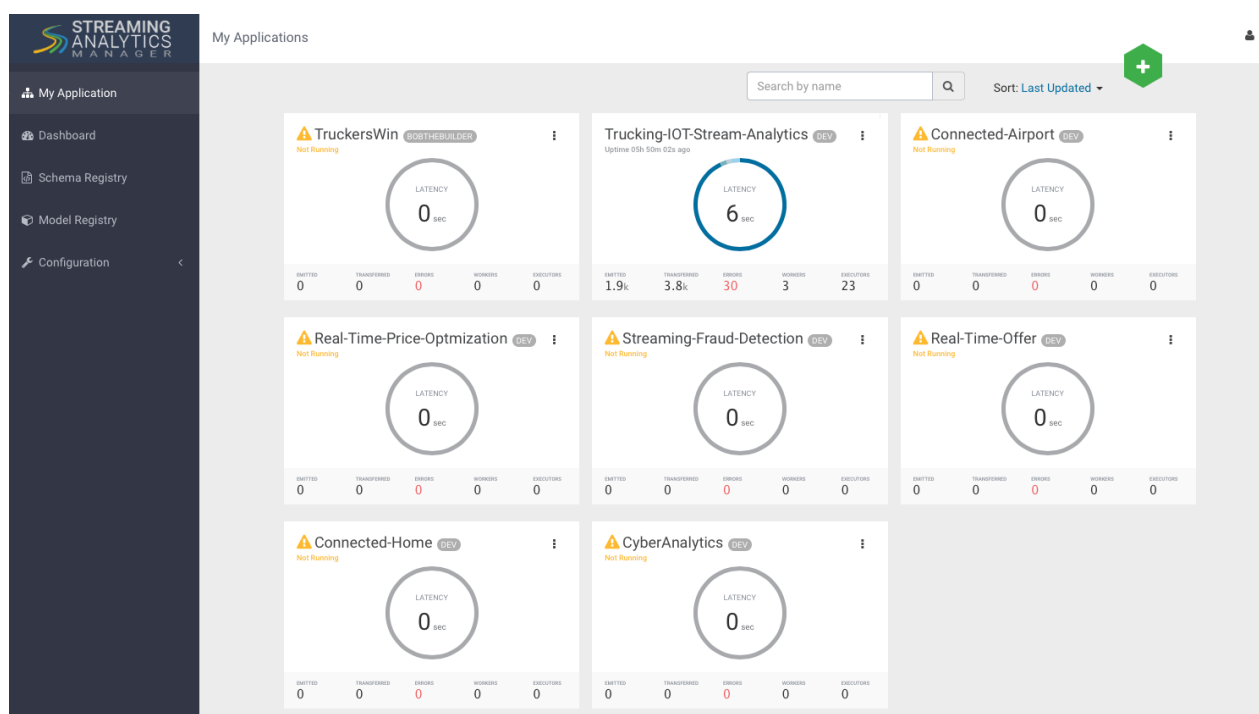 STREAMING
ANALYTICS
MANAGER
My Applications
My Application
Dashboard
Schema Registry
Model Registry
Configuration
Search by name
Sort: Last Updated
TruckersWin BOBTHEBUILDER
Not Running
LATENCY
0 sec
EMITTED TRANSFERRED ERRORS WORKERS EXECUTORS
0 0 0 0 0
Trucking-IOT-Stream-Analytics DEV
Uptime 05h 50m 02s ago
LATENCY
6 sec
EMITTED TRANSFERRED ERRORS WORKERS EXECUTORS
1.9k 3.8k 30 3 23
Connected-Airport DEV
Not Running
LATENCY
0 sec
EMITTED TRANSFERRED ERRORS WORKERS EXECUTORS
0 0 0 0 0
Real-Time-Price-Optmization DEV
Not Running
LATENCY
0 sec
EMITTED TRANSFERRED ERRORS WORKERS EXECUTORS
0 0 0 0 0
Streaming-Fraud-Detection DEV
Not Running
LATENCY
0 sec
EMITTED TRANSFERRED ERRORS WORKERS EXECUTORS
0 0 0 0 0
Real-Time-Offer DEV
Not Running
LATENCY
0 sec
EMITTED TRANSFERRED ERRORS WORKERS EXECUTORS
0 0 0 0 0
Connected-Home DEV
Not Running
LATENCY
0 sec
EMITTED TRANSFERRED ERRORS WORKERS EXECUTORS
0 0 0 0 0
CyberAnalytics DEV
Not Running
LATENCY
0 sec
EMITTED TRANSFERRED ERRORS WORKERS EXECUTORS
0 0 0 0 0